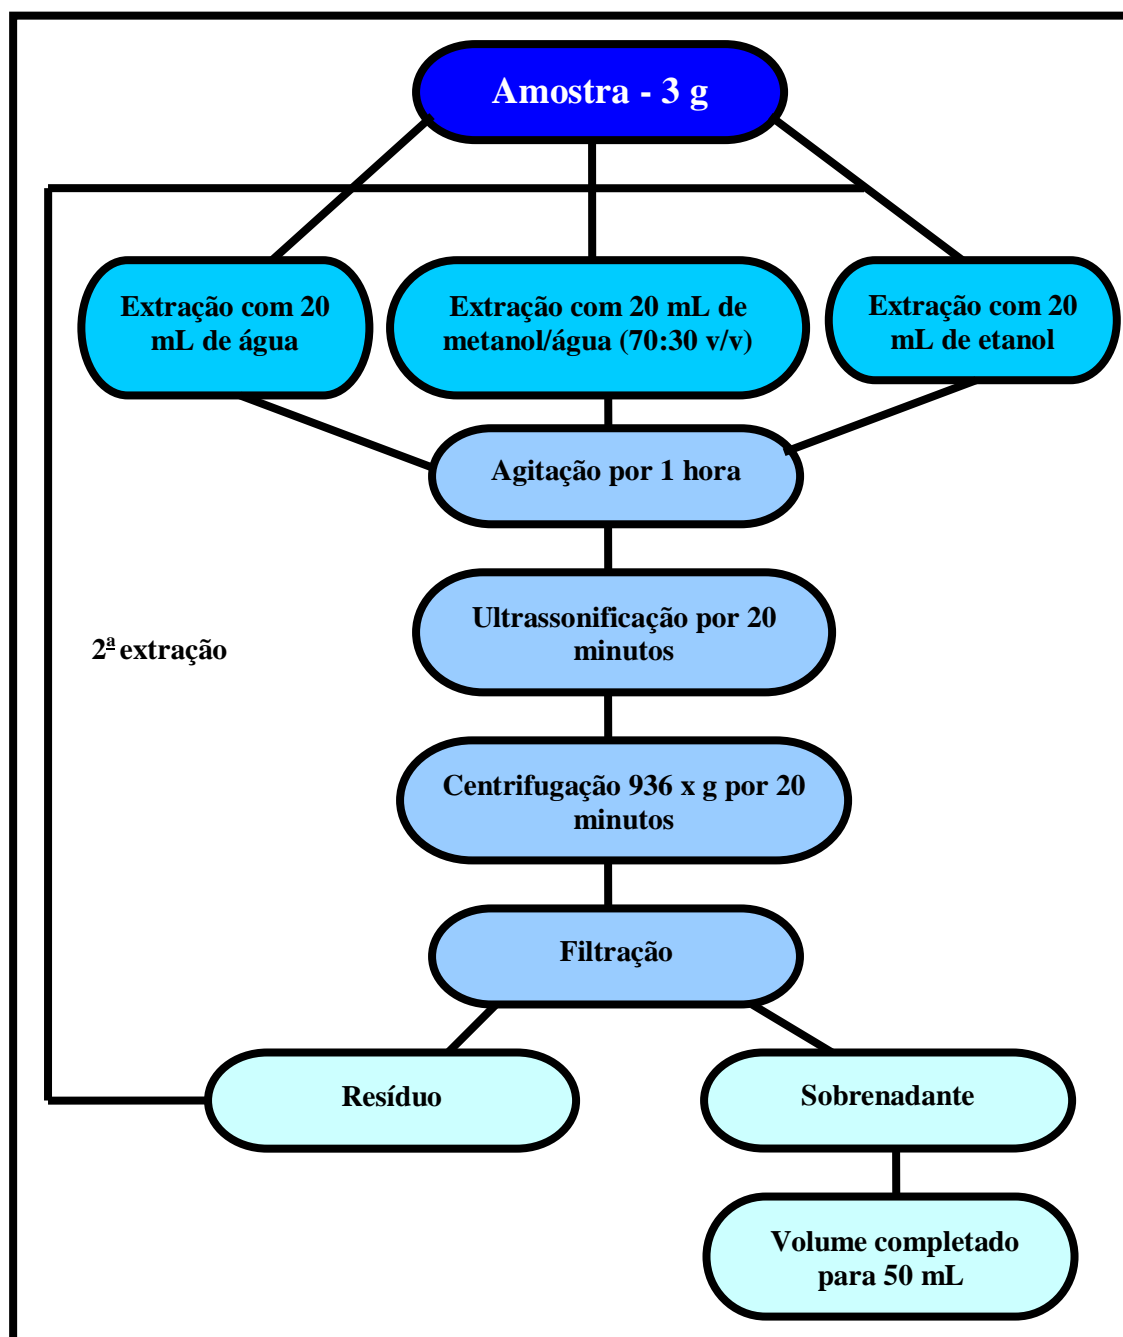 Amostra - 3 g
Extração com 20
mL de água
Extração com 20 mL de
metanol/água (70:30 v/v)
Extração com 20
mL de etanol
Agitação por 1 hora
Ultrassonificação por 20
minutos
2ª extração
Centrifugação 936 x g por 20
minutos
Filtração
Resíduo
Sobrenadante
Volume completado
para 50 mL